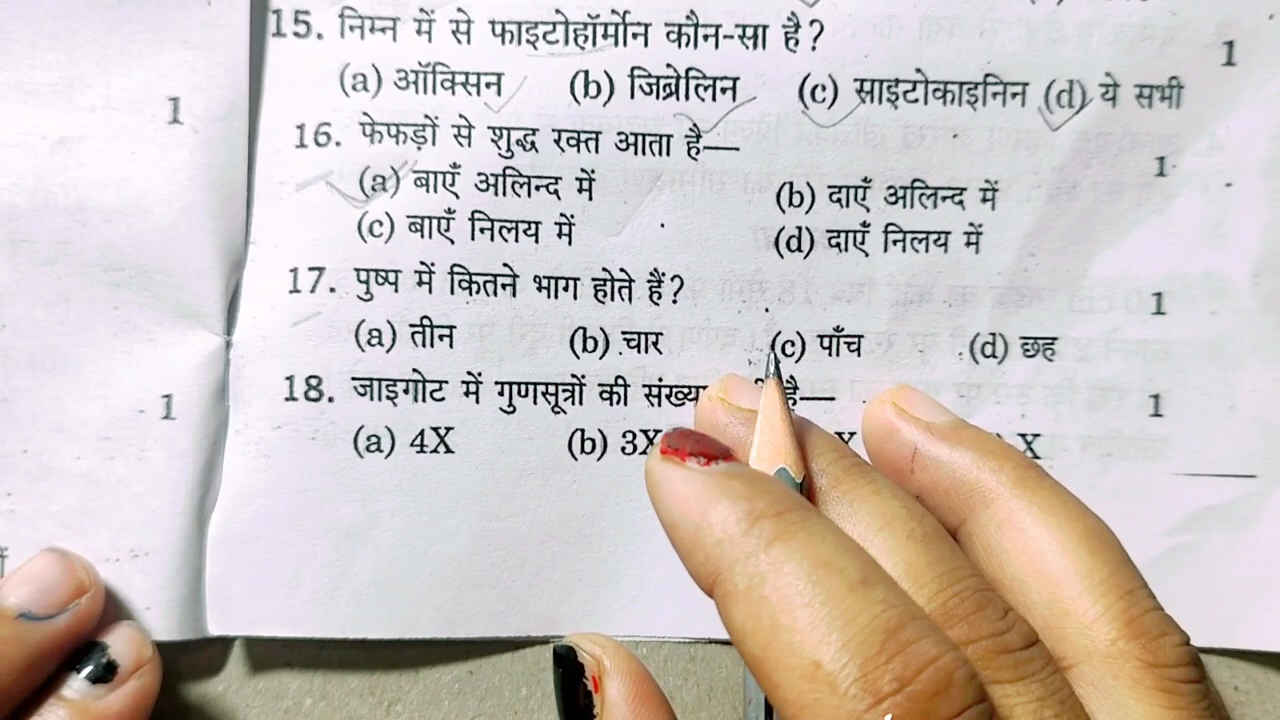 15. निम्न में से फाइटोहॉर्मोन कौन-सा है? 1
(a) ऑक्सिन (b) जिब्रेलिन (c) साइटोकाइनिन (d) ये सभी
1
16. फेफड़ों से शुद्ध रक्त आता है— 1
(a) बाएँ अलिन्द में (b) दाएँ अलिन्द में
(c) बाएँ निलय में (d) दाएँ निलय में
17. पुष्प में कितने भाग होते हैं? 1
(a) तीन (b) चार (c) पाँच (d) छह
1
18. जाइगोट में गुणसूत्रों की है— 1
(a) 4X (b) 3X X X